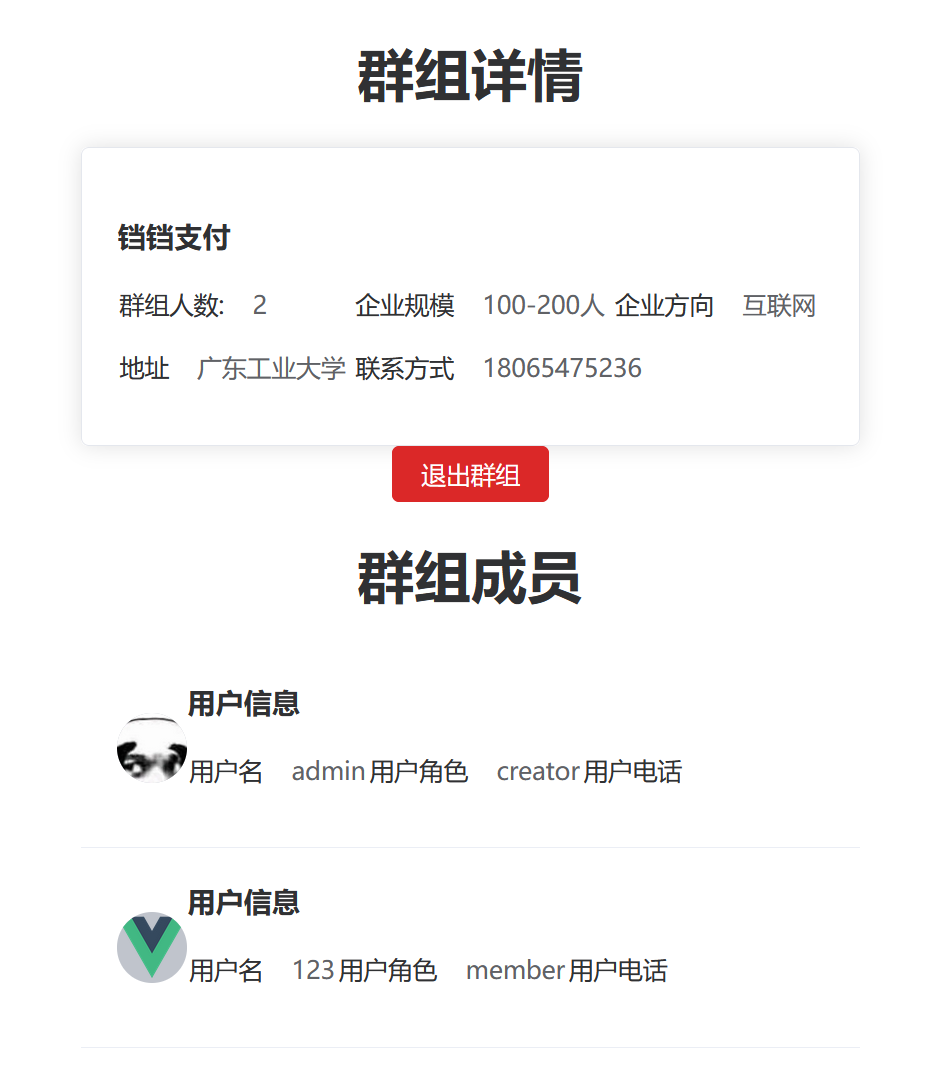 群组详情
铛铛支付
群组人数: 2 企业规模 100-200人 企业方向 互联网
地址 广东工业大学 联系方式 18065475236
退出群组
群组成员
用户信息
用户名 admin 用户角色 creator 用户电话
用户信息
用户名 123 用户角色 member 用户电话